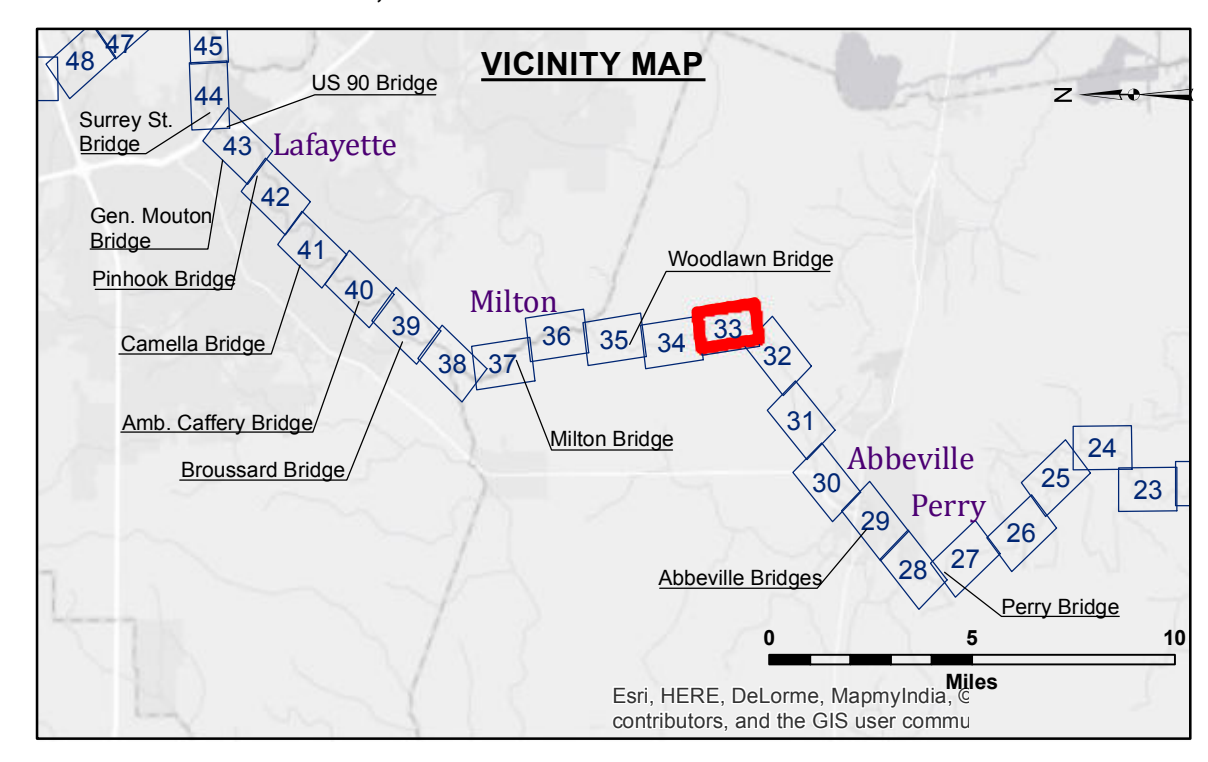 VICINITY MAP
47
48
45
44
US 90 Bridge
N
Surrey St.
Bridge
43
Lafayette
42
Gen. Mouton
Bridge
41
Pinhook Bridge
40
Woodlawn Bridge
Milton
39
36
35
34
33
32
Camella Bridge
38
37
31
Amb. Caffery Bridge
Milton Bridge
24
Broussard Bridge
Abbeville
30
25
23
Perry
29
26
28
27
Abbeville Bridges
Perry Bridge
0 5 10
Miles
Esri, HERE, DeLorme, MapmyIndia, ©
contributors, and the GIS user commu